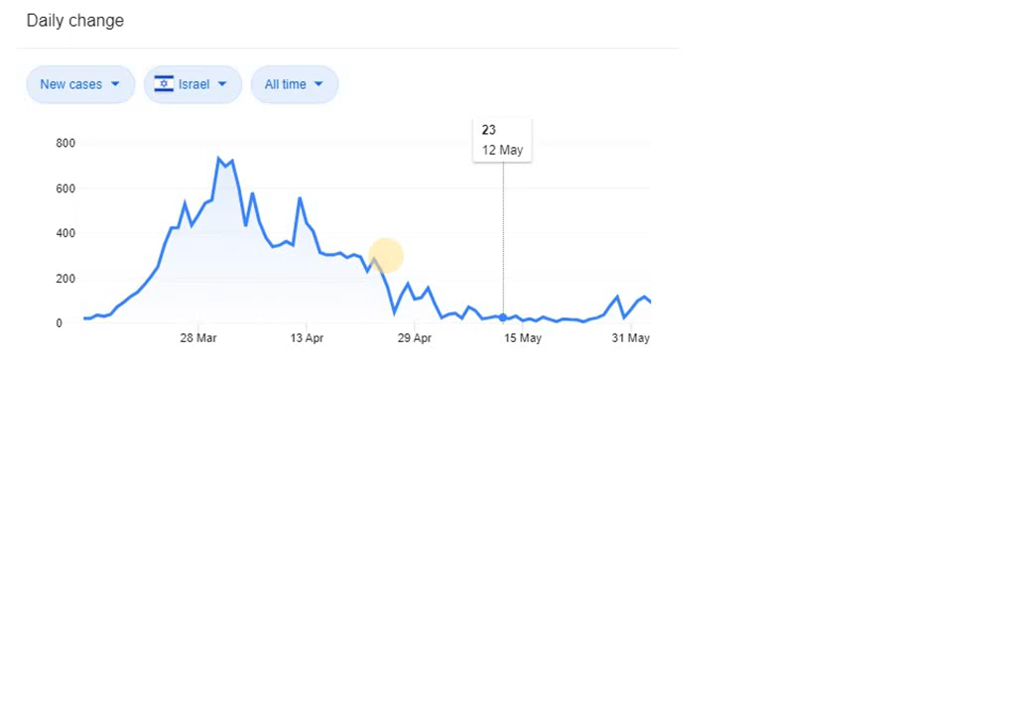 Daily change
New cases Israel All time
23
12 May
800
600
400
200
0
28 Mar 13 Apr 29 Apr 15 May 31 May